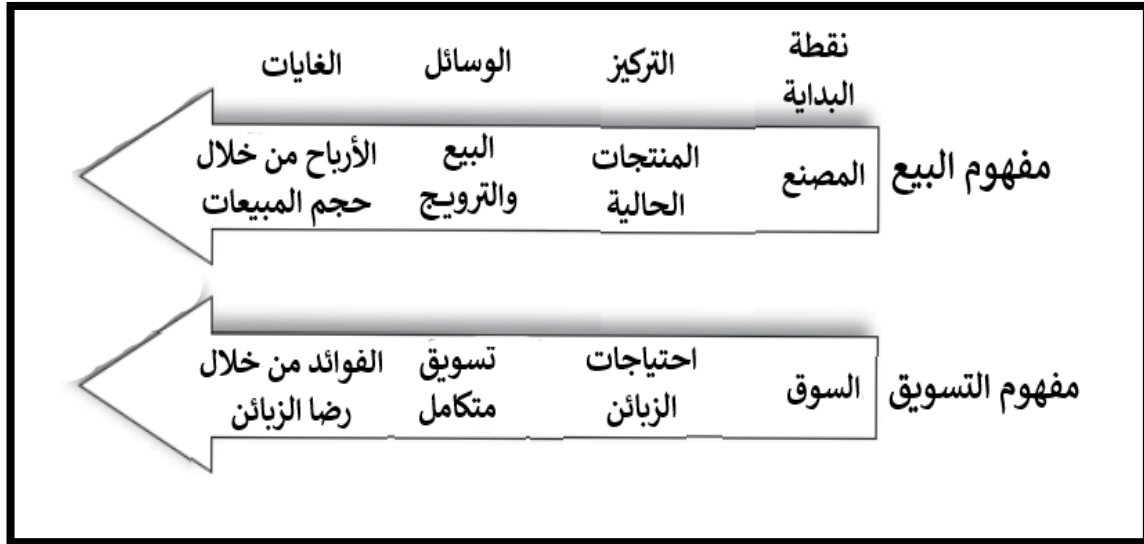 نقطة
البداية
التركيز
الوسائل
الغايات
مفهوم البيع
المصنع
المنتجات
الحالية
البيع
والترويج
الأرباح من خلال
حجم المبيعات
مفهوم التسويق
السوق
احتياجات
الزبائن
تسويق
متكامل
الفوائد من خلال
رضا الزبائن